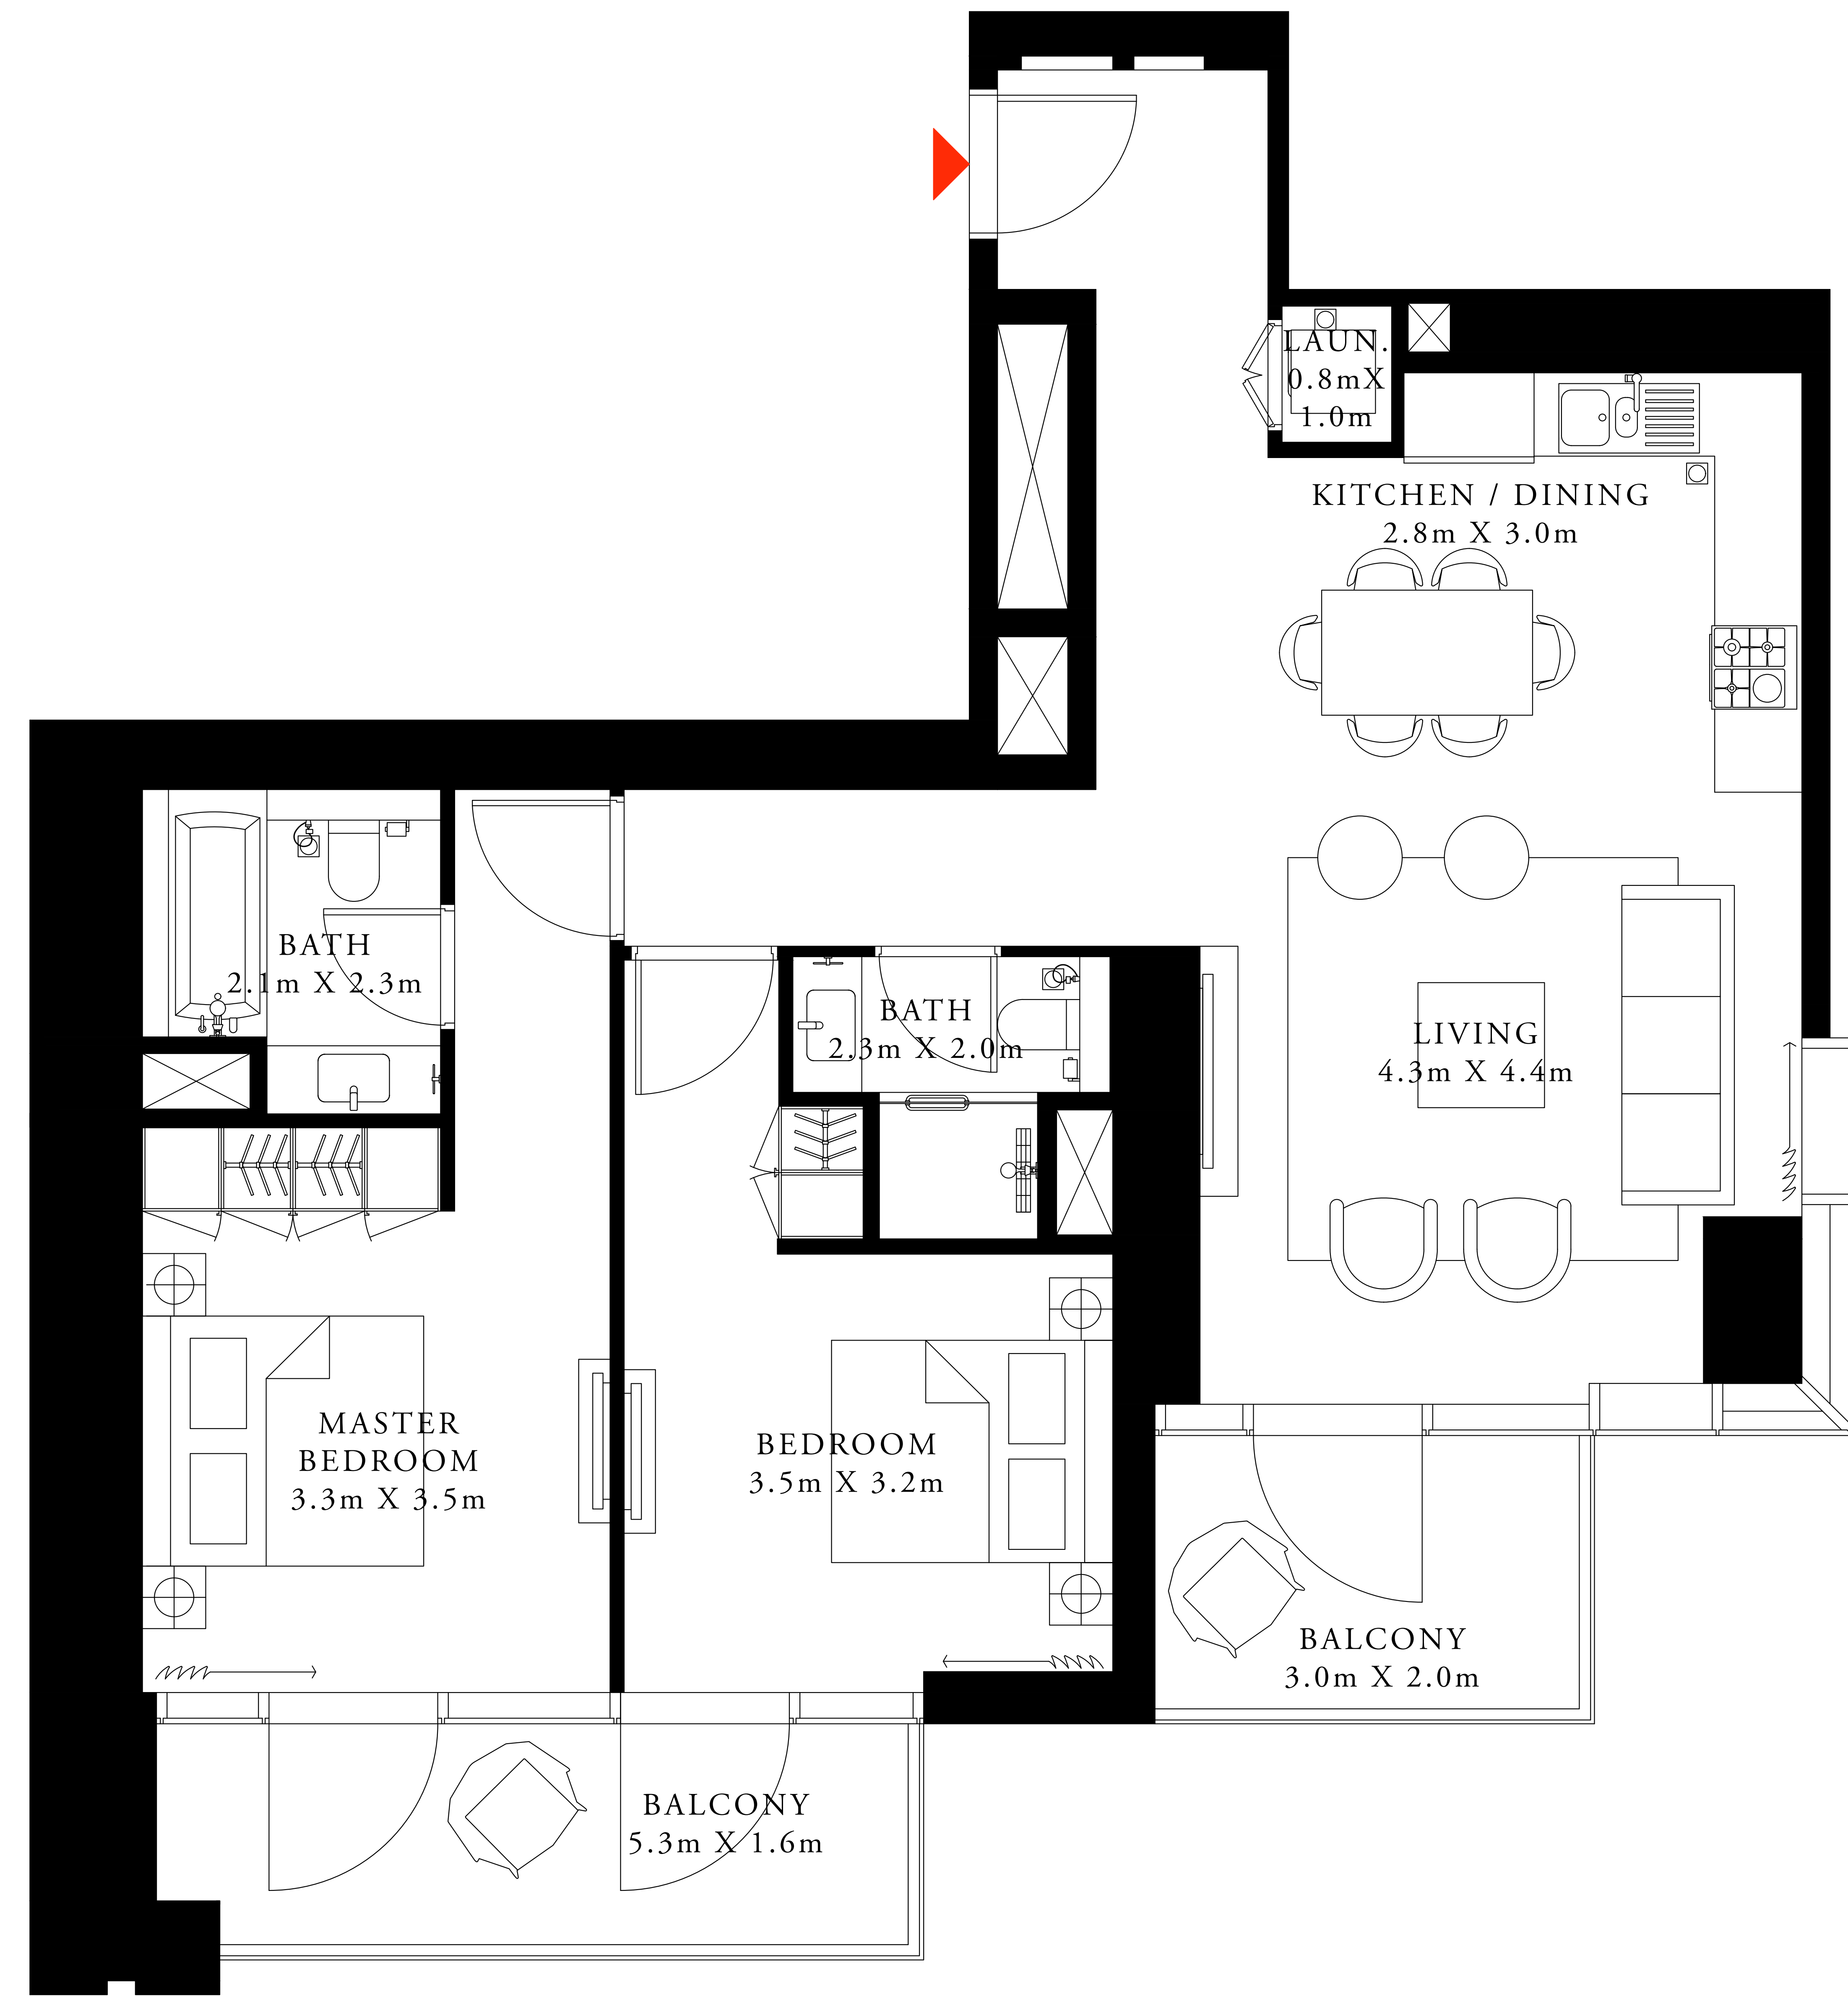 LAUN.
0.8mX
1.0m
KITCHEN / DINING
2.8m X 3.0m
BATH
2.1m X 2.3m
BATH
2.3m X 2.0m
LIVING
4.3m X 4.4m
MASTER
BEDROOM
3.3m X 3.5m
BEDROOM
3.5m X 3.2m
BALCONY
3.0m X 2.0m
BALCONY
5.3m X 1.6m